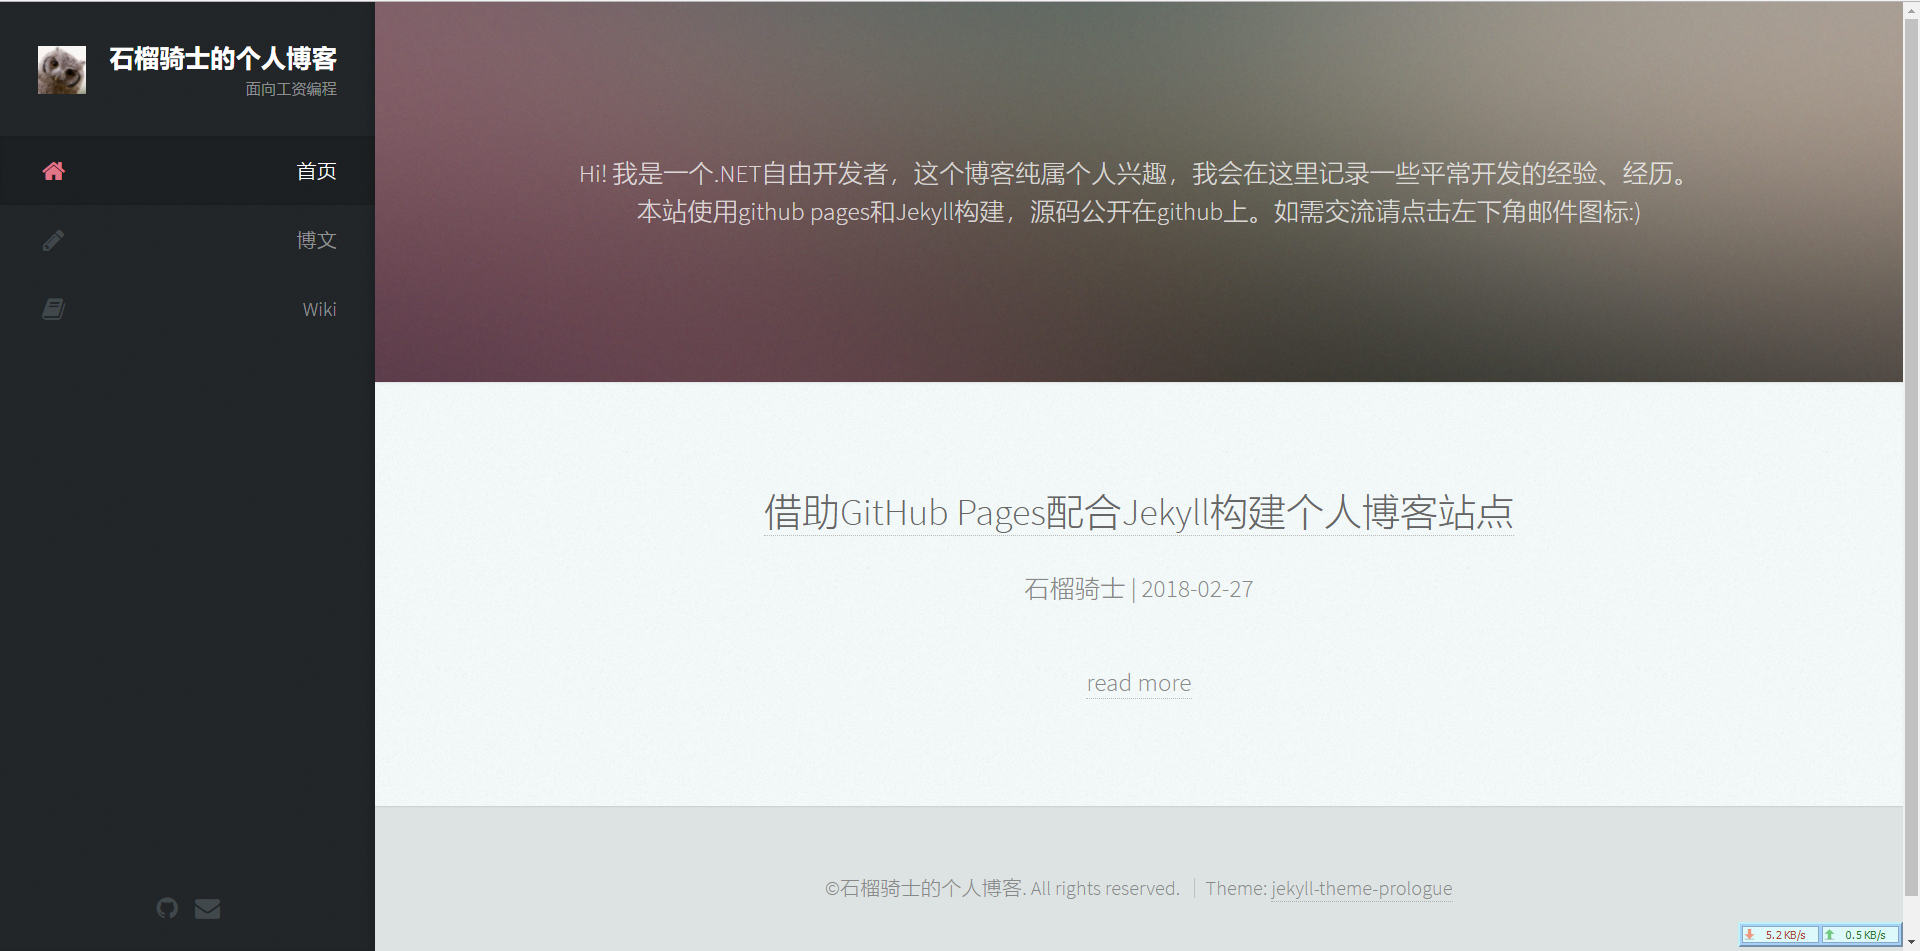 石榴骑士的个人博客
面向工资编程
首页
博文
Wiki
Hi! 我是一个.NET自由开发者，这个博客纯属个人兴趣，我会在这里记录一些平常开发的经验、经历。
本站使用github pages和Jekyll构建，源码公开在github上。如需交流请点击左下角邮件图标:)
借助GitHub Pages配合Jekyll构建个人博客站点
石榴骑士 | 2018-02-27
read more
©石榴骑士的个人博客. All rights reserved. Theme: jekyll-theme-prologue
5.2 KB/s 0.5 KB/s